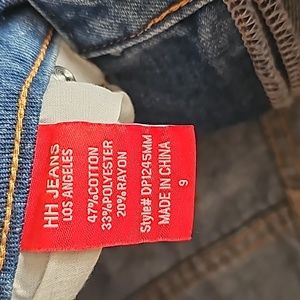 HH JEANS
LOS ANGELES
47%COTTON
33%POLYESTER
20%RAYON
Style# DP1245MM
MADE IN CHINA
9